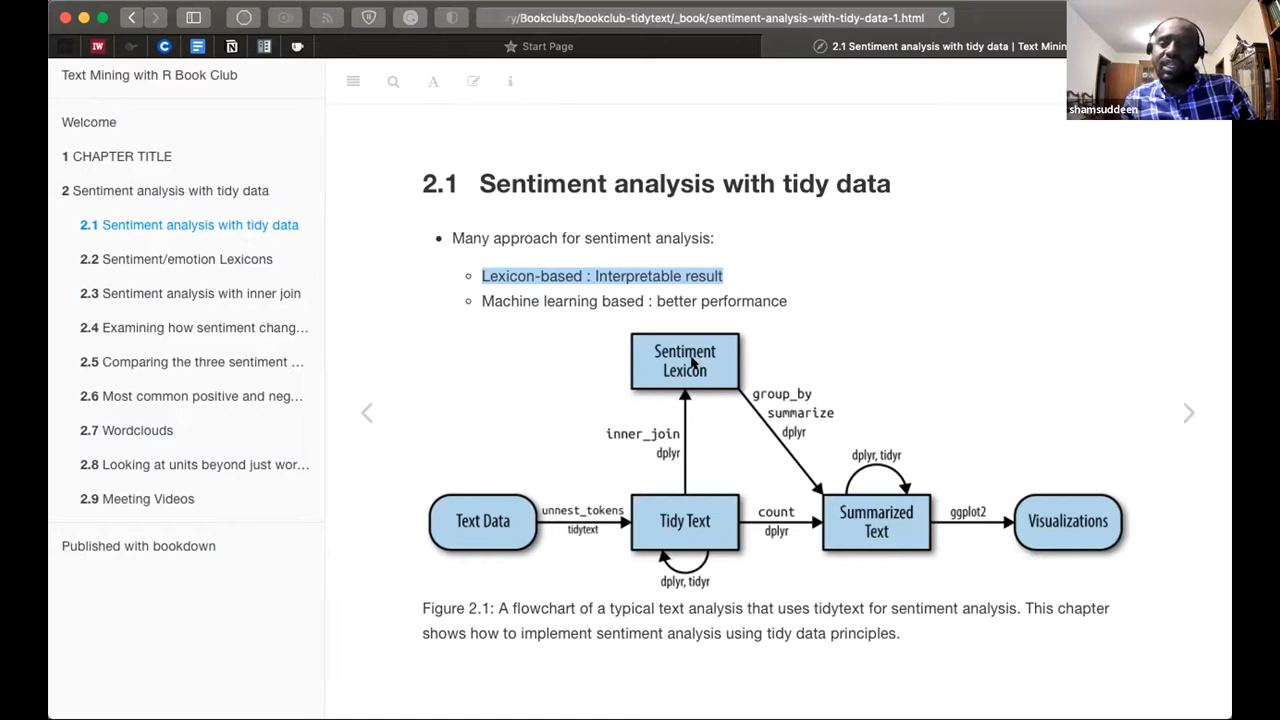 ry/Bookclubs/bookclub-tidytext/_book/sentiment-analysis-with-tidy-data-1.html
IW
Start Page
2.1 Sentiment analysis with tidy data | Text Minin
shamsuddeen
Text Mining with R Book Club
Welcome
1 CHAPTER TITLE
2 Sentiment analysis with tidy data
2.1 Sentiment analysis with tidy data
2.2 Sentiment/emotion Lexicons
2.3 Sentiment analysis with inner join
2.4 Examining how sentiment chang...
2.5 Comparing the three sentiment ...
2.6 Most common positive and neg...
2.7 Wordclouds
2.8 Looking at units beyond just wor...
2.9 Meeting Videos
Published with bookdown
2.1 Sentiment analysis with tidy data
• Many approach for sentiment analysis:
◦ Lexicon-based : Interpretable result
◦ Machine learning based : better performance
Sentiment
Lexicon
group_by
summarize
dplyr
inner_join
dplyr
dplyr, tidyr
Text Data
unnest_tokens
tidytext
Tidy Text
count
dplyr
Summarized
Text
ggplot2
Visualizations
dplyr, tidyr
Figure 2.1: A flowchart of a typical text analysis that uses tidytext for sentiment analysis. This chapter
shows how to implement sentiment analysis using tidy data principles.